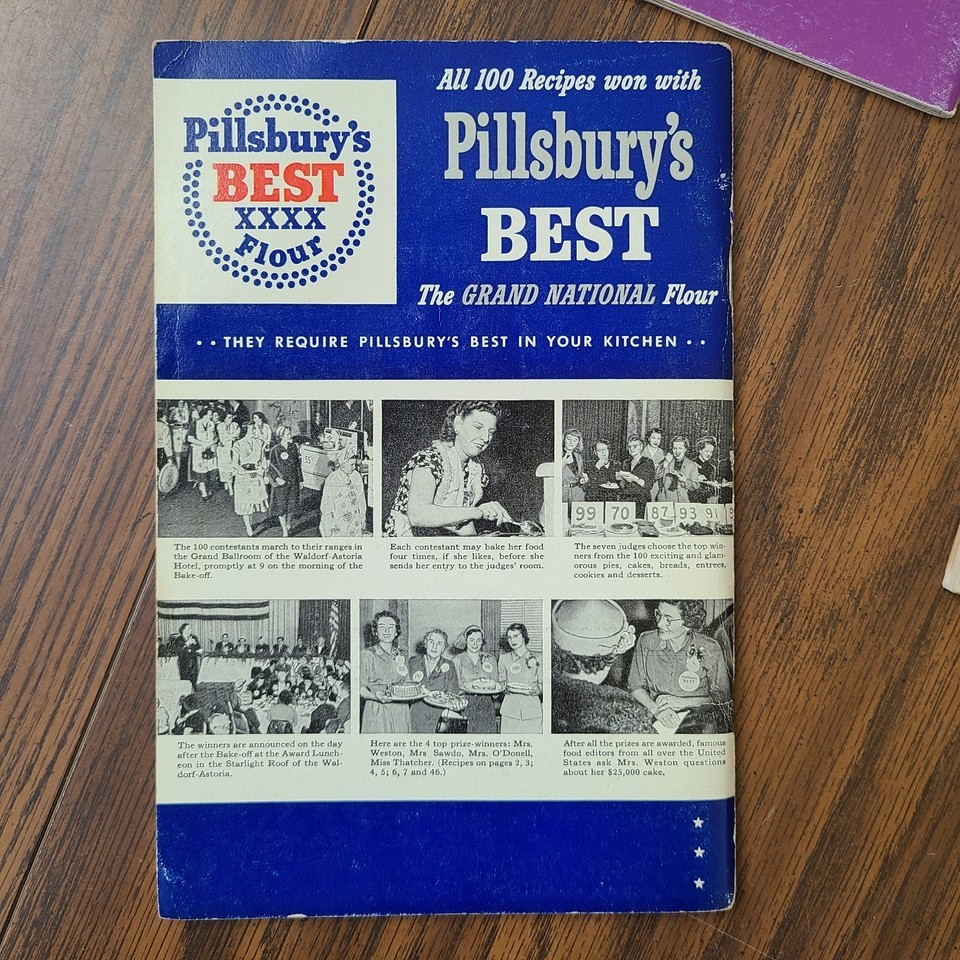 Pillsbury's
BEST
XXXX
Flour
All 100 Recipes won with
Pillsbury's
BEST
The GRAND NATIONAL Flour
•• THEY REQUIRE PILLSBURY'S BEST IN YOUR KITCHEN ••
99 70 87 93
The 100 contestants march to their ranges in
the Grand Ballroom of the Waldorf-Astoria
Hotel, promptly at 9 on the morning of the
Bake-off.
Each contestant may bake her food
four times, if she likes, before she
sends her entry to the judges' room.
The seven judges choose the top win-
ners from the 100 exciting and glam-
orous pies, cakes, breads, entrees,
cookies and desserts.
The winners are announced on the day
after the Bake-off at the Award Lunch-
eon in the Starlight Roof of the Wal-
dorf-Astoria.
Here are the 4 top prize-winners: Mrs.
Weston, Mrs Sawdo, Mrs. O'Donell,
Miss Thatcher. (Recipes on pages 2, 3;
4, 5; 6, 7 and 46.)
After all the prizes are awarded, famous
food editors from all over the United
States ask Mrs. Weston questions
about her $25,000 cake.